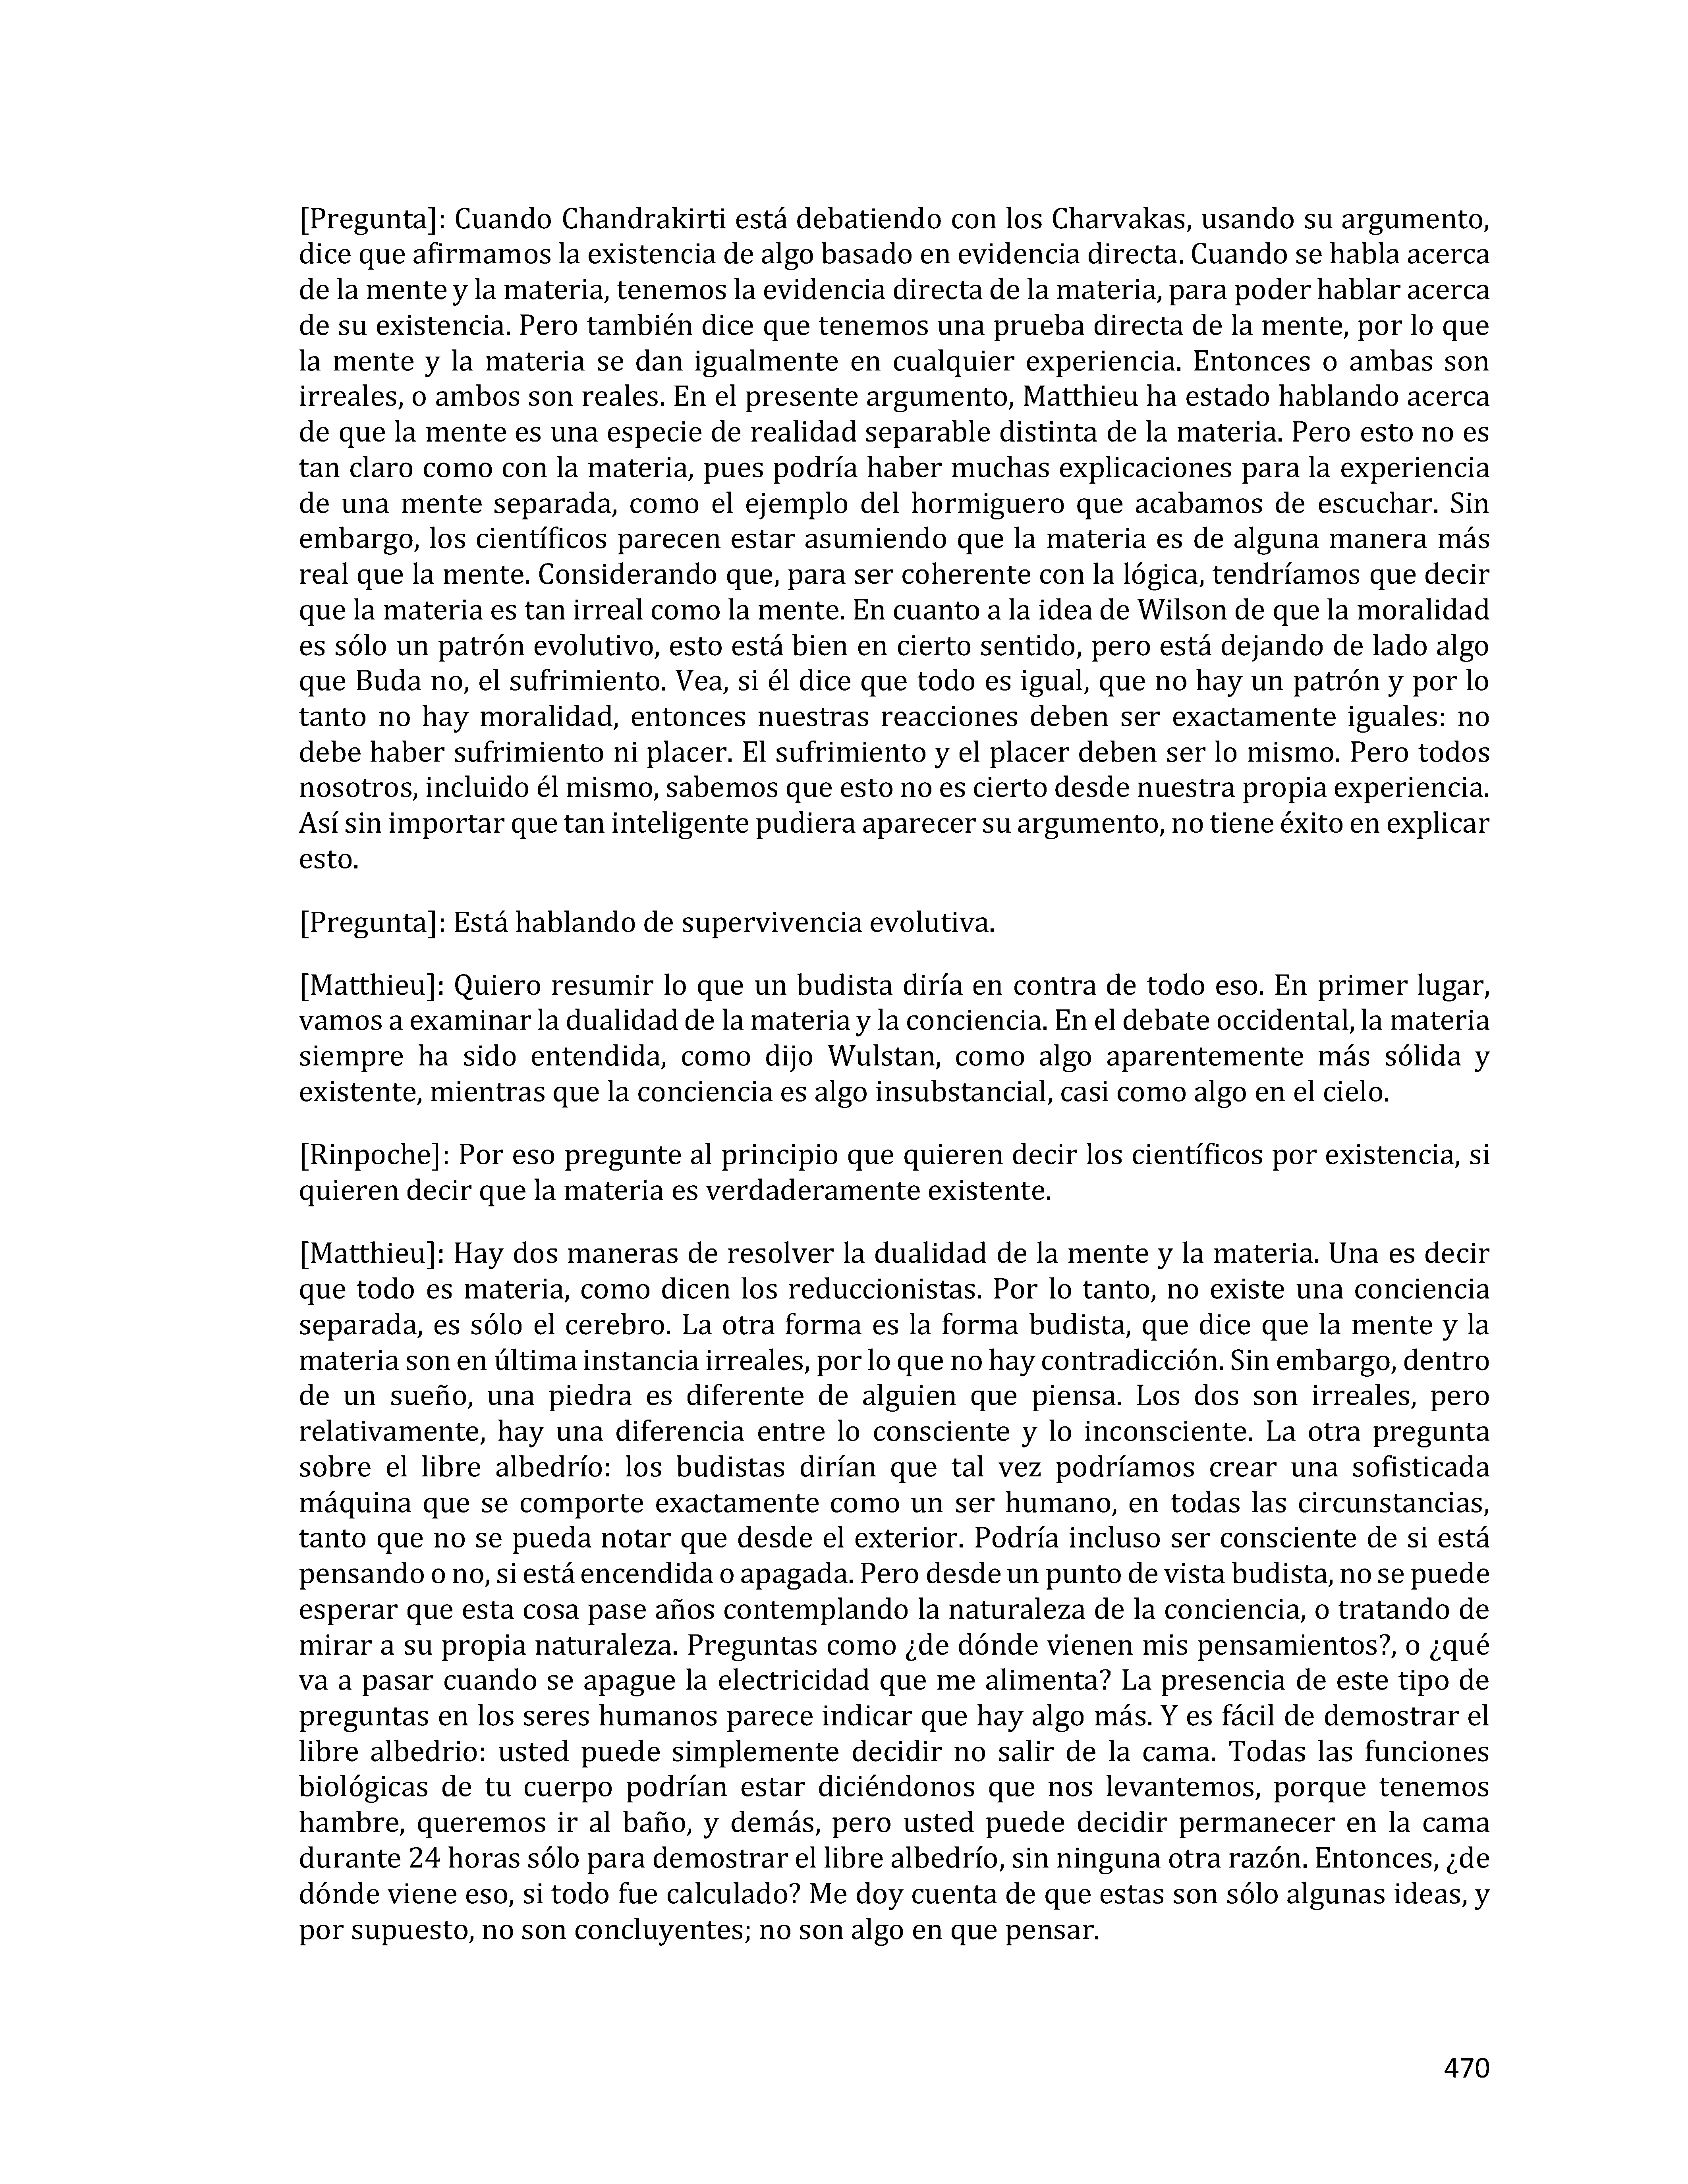 [Pregunta]: Cuando Chandrakirti está debatiendo con los Charvakas, usando su argumento,
dice que afirmamos la existencia de algo basado en evidencia directa. Cuando se habla acerca
de la mente y la materia, tenemos la evidencia directa de la materia, para poder hablar acerca
de su existencia. Pero también dice que tenemos una prueba directa de la mente, por lo que
la mente y la materia se dan igualmente en cualquier experiencia. Entonces o ambas son
irreales, o ambos son reales. En el presente argumento, Matthieu ha estado hablando acerca
de que la mente es una especie de realidad separable distinta de la materia. Pero esto no es
tan claro como con la materia, pues podría haber muchas explicaciones para la experiencia
de una mente separada, como el ejemplo del hormiguero que acabamos de escuchar. Sin
embargo, los científicos parecen estar asumiendo que la materia es de alguna manera más
real que la mente. Considerando que, para ser coherente con la lógica, tendríamos que decir
que la materia es tan irreal como la mente. En cuanto a la idea de Wilson de que la moralidad
es sólo un patrón evolutivo, esto está bien en cierto sentido, pero está dejando de lado algo
que Buda no, el sufrimiento. Vea, si él dice que todo es igual, que no hay un patrón y por lo
tanto no hay moralidad, entonces nuestras reacciones deben ser exactamente iguales: no
debe haber sufrimiento ni placer. El sufrimiento y el placer deben ser lo mismo. Pero todos
nosotros, incluido él mismo, sabemos que esto no es cierto desde nuestra propia experiencia.
Así sin importar que tan inteligente pudiera aparecer su argumento, no tiene éxito en explicar
esto.
[Pregunta]: Está hablando de supervivencia evolutiva.
[Matthieu]: Quiero resumir lo que un budista diría en contra de todo eso. En primer lugar,
vamos a examinar la dualidad de la materia y la conciencia. En el debate occidental, la materia
siempre ha sido entendida, como dijo Wulstan, como algo aparentemente más sólida y
existente, mientras que la conciencia es algo insubstancial, casi como algo en el cielo.
[Rinpoche]: Por eso pregunte al principio que quieren decir los científicos por existencia, si
quieren decir que la materia es verdaderamente existente.
[Matthieu]: Hay dos maneras de resolver la dualidad de la mente y la materia. Una es decir
que todo es materia, como dicen los reduccionistas. Por lo tanto, no existe una conciencia
separada, es sólo el cerebro. La otra forma es la forma budista, que dice que la mente y la
materia son en última instancia irreales, por lo que no hay contradicción. Sin embargo, dentro
de un sueño, una piedra es diferente de alguien que piensa. Los dos son irreales, pero
relativamente, hay una diferencia entre lo consciente y lo inconsciente. La otra pregunta
sobre el libre albedrío: los budistas dirían que tal vez podríamos crear una sofisticada
máquina que se comporte exactamente como un ser humano, en todas las circunstancias,
tanto que no se pueda notar que desde el exterior. Podría incluso ser consciente de si está
pensando o no, si está encendida o apagada. Pero desde un punto de vista budista, no se puede
esperar que esta cosa pase años contemplando la naturaleza de la conciencia, o tratando de
mirar a su propia naturaleza. Preguntas como ¿de dónde vienen mis pensamientos?, o ¿qué
va a pasar cuando se apague la electricidad que me alimenta? La presencia de este tipo de
preguntas en los seres humanos parece indicar que hay algo más. Y es fácil de demostrar el
libre albedrio: usted puede simplemente decidir no salir de la cama. Todas las funciones
biológicas de tu cuerpo podrían estar diciéndonos que nos levantemos, porque tenemos
hambre, queremos ir al baño, y demás, pero usted puede decidir permanecer en la cama
durante 24 horas sólo para demostrar el libre albedrío, sin ninguna otra razón. Entonces, ¿de
dónde viene eso, si todo fue calculado? Me doy cuenta de que estas son sólo algunas ideas, y
por supuesto, no son concluyentes; no son algo en que pensar.
470